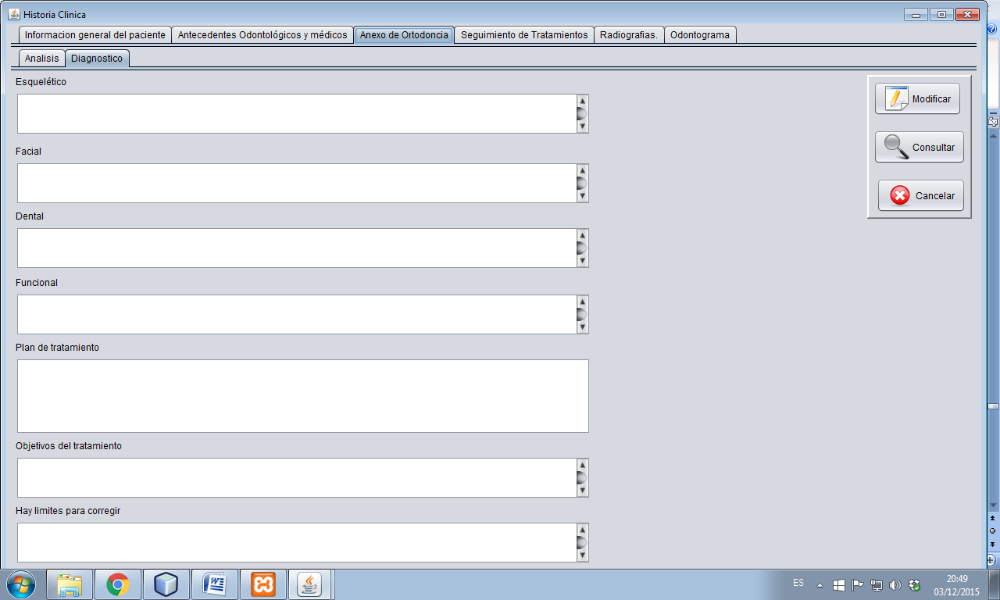 Historia Clinica
Informacion general del paciente Antecedentes Odontológicos y médicos Anexo de Ortodoncia Seguimiento de Tratamientos Radiografias. Odontograma
Analisis Diagnostico
Esquelético
Modificar
Consultar
Facial
Cancelar
Dental
Funcional
Plan de tratamiento
Objetivos del tratamiento
Hay limites para corregir
ES
20:49
03/12/2015